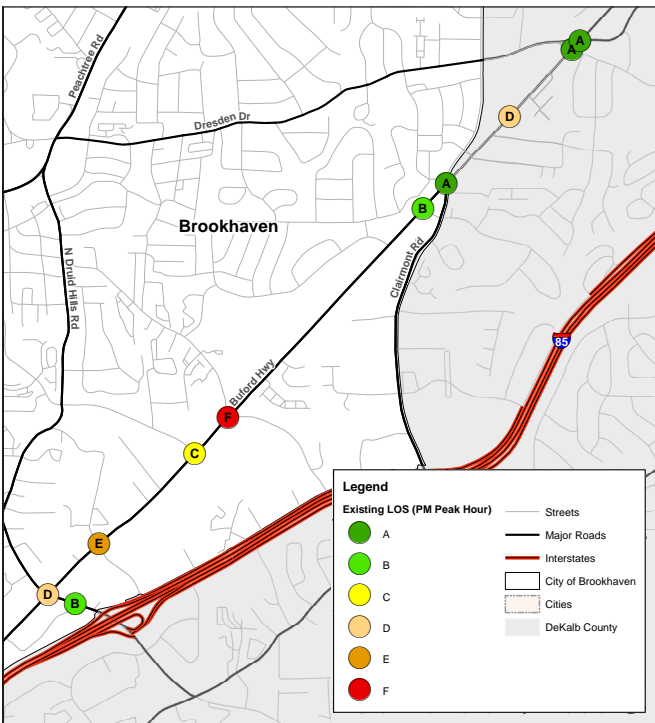 A
A
Peachtree Rd
Dresden Dr
D
A
B
Brookhaven
Clairmont Rd
N Druid Hills Rd
85
Buford Hwy
F
C
E
D
B
Legend
Existing LOS (PM Peak Hour)
A
B
C
D
E
F
Streets
Major Roads
Interstates
City of Brookhaven
Cities
DeKalb County